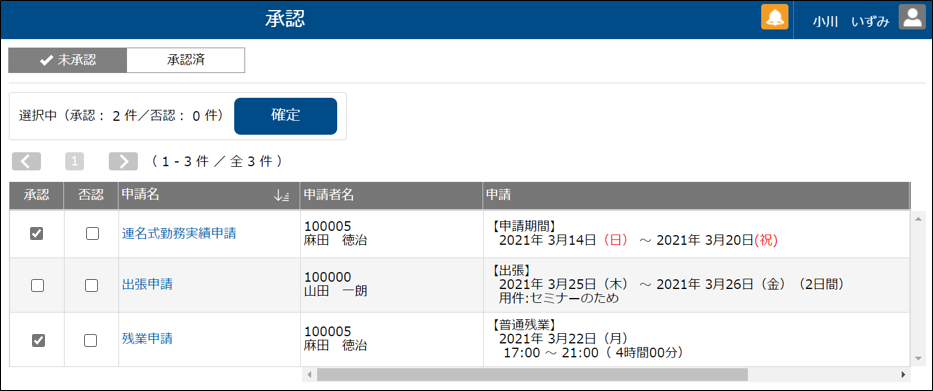 承認
小川　いずみ
未承認
承認済
選択中（承認： 2 件／否認： 0 件）
確定
1
（ 1 - 3 件 ／ 全 3 件 ）
承認 否認 申請名 申請者名 申請
連名式勤務実績申請
100005
麻田　徳治
【申請期間】
2021年 3月14日（日） ～ 2021年 3月20日(祝)
出張申請
100000
山田　一朗
【出張】
2021年 3月25日（木） ～ 2021年 3月26日（金）（2日間）
用件:セミナーのため
残業申請
100005
麻田　徳治
【普通残業】
2021年 3月22日（月）
17:00 ～ 21:00（ 4時間00分）